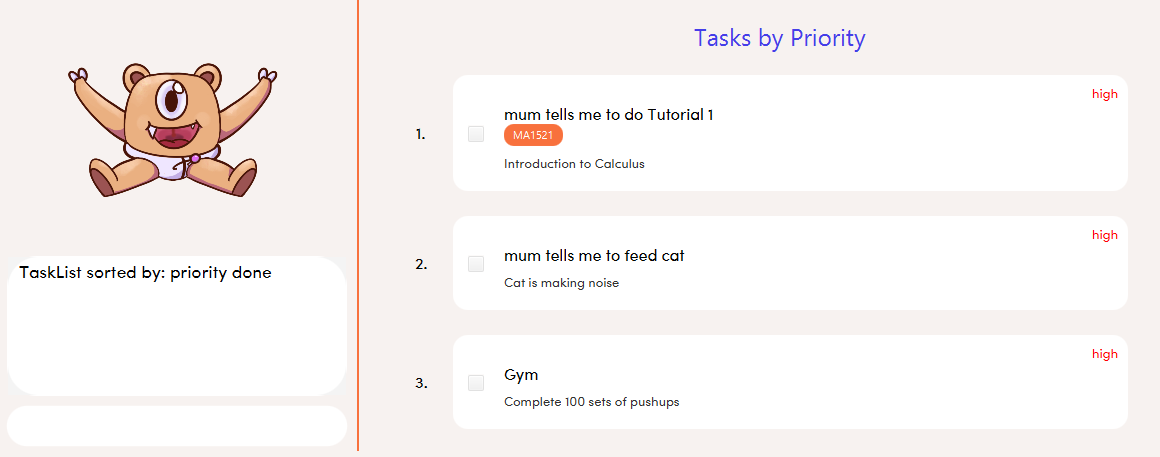 TaskList sorted by: priority done
Tasks by Priority
1.
high
mum tells me to do Tutorial 1
MA1521
Introduction to Calculus
2.
high
mum tells me to feed cat
Cat is making noise
3.
high
Gym
Complete 100 sets of pushups